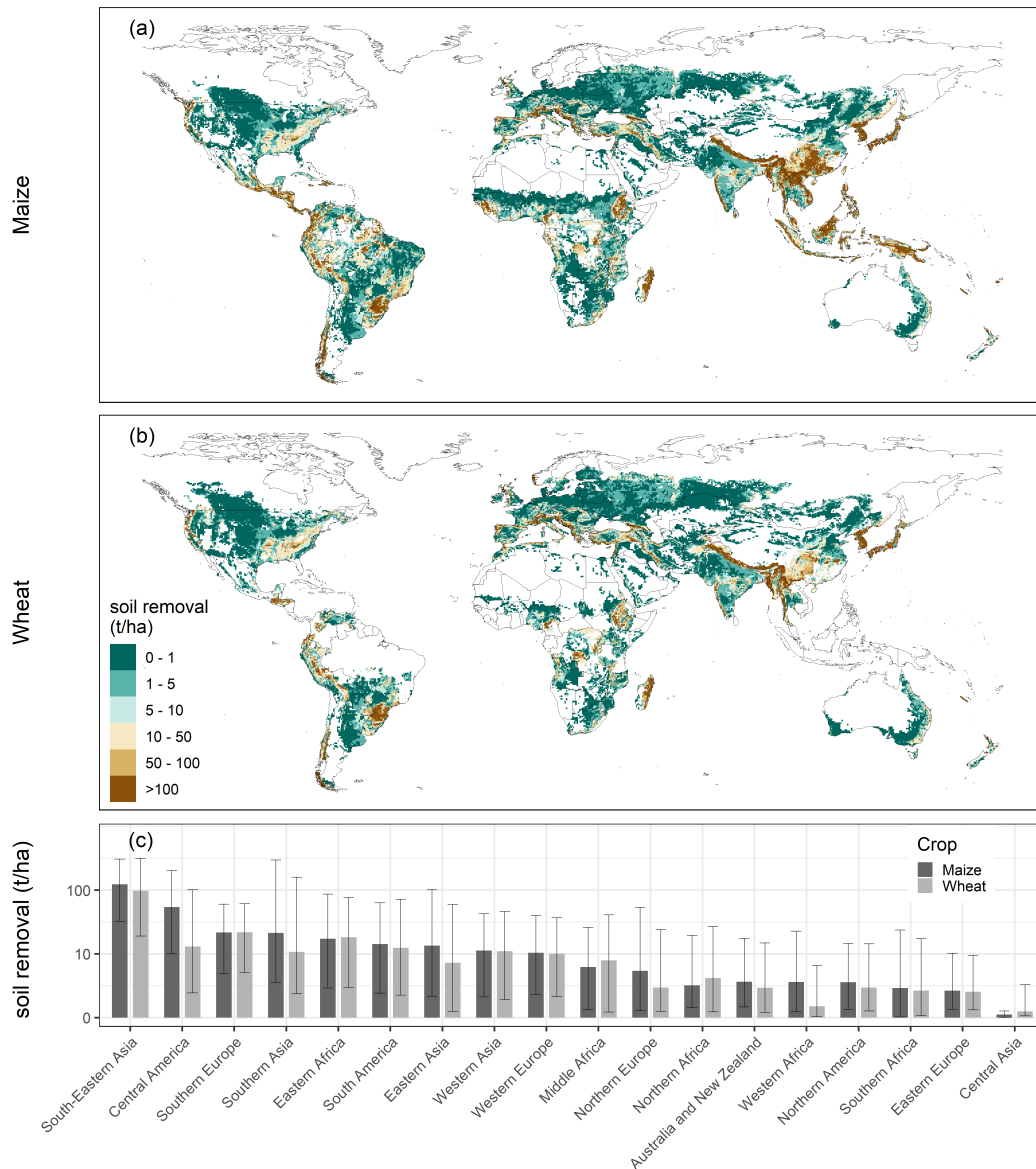 (a)
Maize
(b)
Wheat
soil removal
(t/ha)
0 - 1
1 - 5
5 - 10
10 - 50
50 - 100
>100
(c)
Crop
Maize
Wheat
soil removal (t/ha)
100
10
0
South-Eastern Asia
Central America
Southern Europe
Southern Asia
Eastern Africa
South America
Eastern Asia
Western Asia
Western Europe
Middle Africa
Northern Europe
Northern Africa
Australia and New Zealand
Western Africa
Northern America
Southern Africa
Eastern Europe
Central Asia